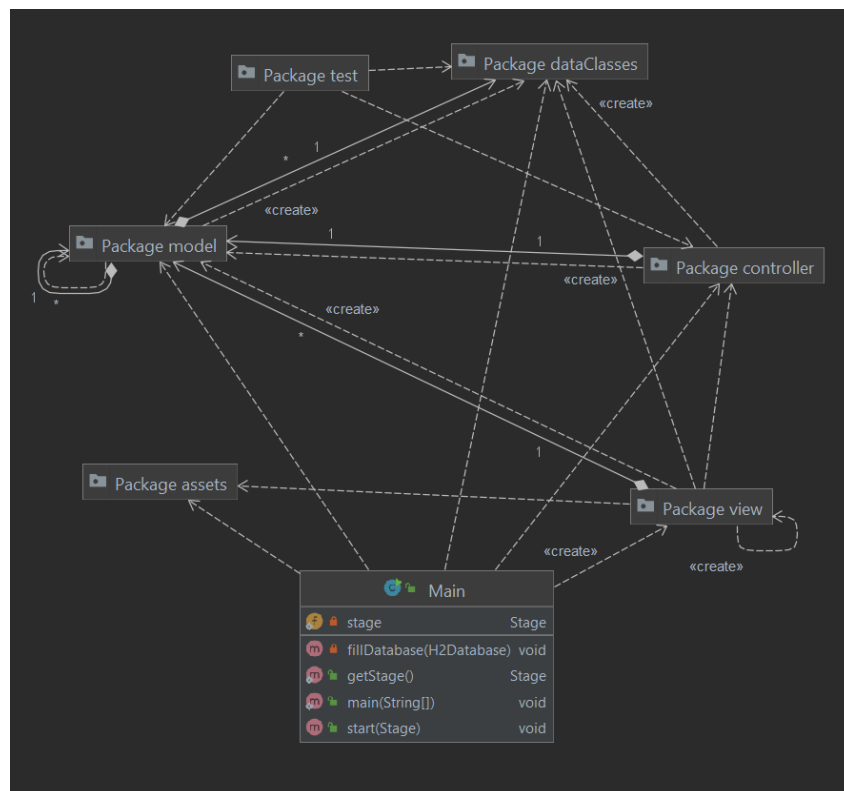 Package test
Package dataClasses
«create»
1
*
«create»
Package model
1
1
Package controller
«create»
1
*
«create»
*
1
Package assets
Package view
«create»
«create»
Main
stage Stage
fillDatabase(H2Database) void
getStage() Stage
main(String[]) void
start(Stage) void